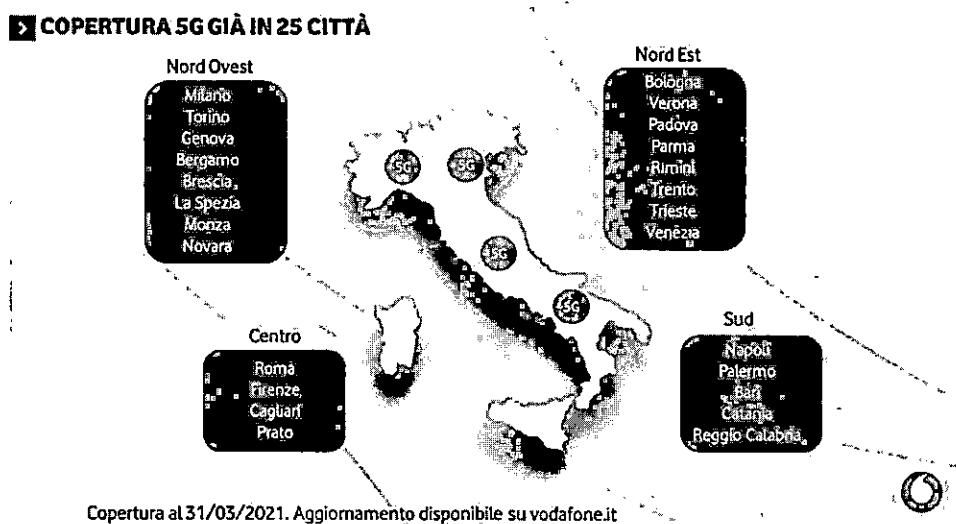 COPERTURA 5G GIÀ IN 25 CITTÀ
Nord Ovest
Milano
Torino
Genova
Bergamo
Brescia
La Spezia
Monza
Novara
Nord Est
Bologna
Verona
Padova
Parma
Rimini
Trento
Trieste
Venezia
5G
5G
5G
5G
Centro
Roma
Firenze
Cagliari
Prato
Sud
Napoli
Palermo
Bari
Catania
Reggio Calabria
Copertura al 31/03/2021. Aggiornamento disponibile su vodafone.it